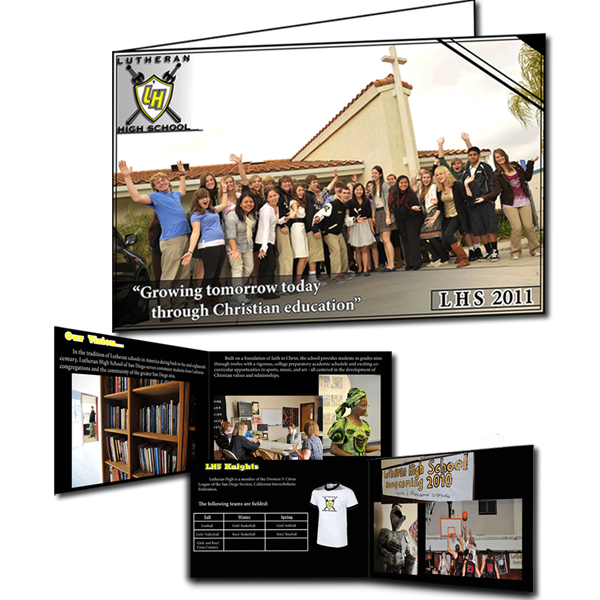 LUTHERAN
LH
HIGH SCHOOL
LHS 2011
"Growing tomorrow today
through Christian education"
LHS 2011
Our Vision...
In the tradition of Lutheran schools in America dating back to the mid-eighteenth
century, Lutheran High School of San Diego serves commuter students from Lutheran
congregations and the community of the greater San Diego area.
Built on a foundation of faith in Christ, the school provides students in grades nine
through twelve with a rigorous, college preparatory academic schedule and exciting co-
curricular opportunities in sports, music, and art - all centered in the development of
Christian values and relationships.
LHS Knights
Lutheran High is a member of the Division V Citrus
League of the San Diego Section, California Interscholastic
Federation.
The following teams are fielded:
Fall Winter Spring
Football Girls' Basketball Girls' Softball
Girls' Volleyball Boys' Basketball Boys' Baseball
Girls' and Boys'
Cross Country
Lutheran High School
Homecoming 2010